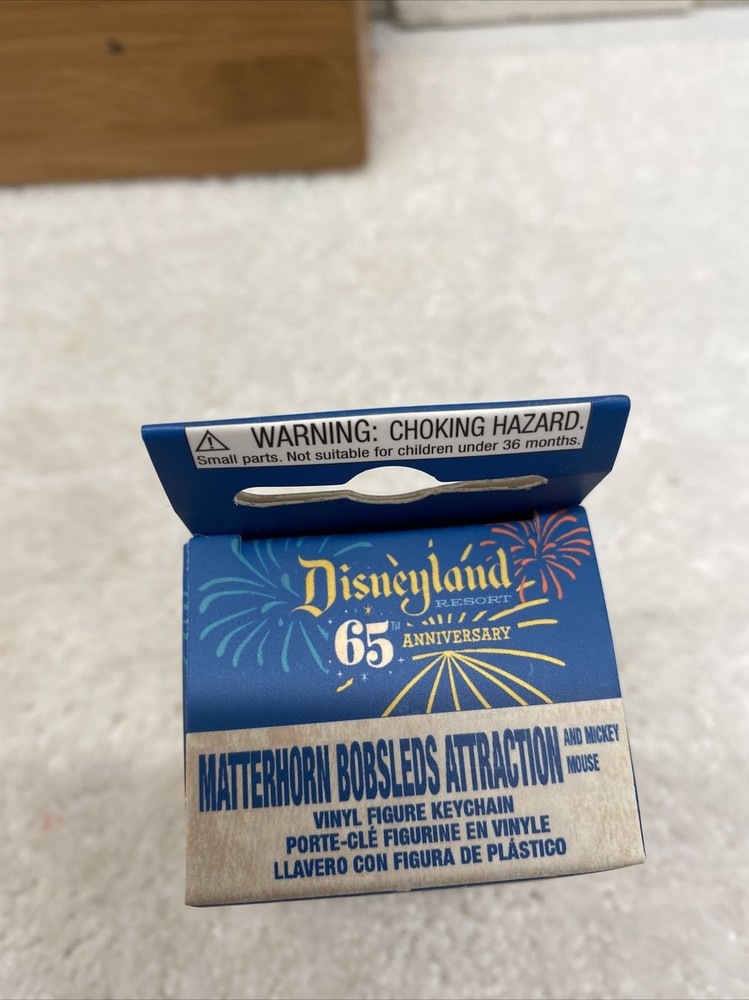 WARNING: CHOKING HAZARD.
Small parts. Not suitable for children under 36 months.
Disneyland
RESORT
65TH ANNIVERSARY
MATTERHORN BOBSLEDS ATTRACTION AND MICKEY MOUSE
VINYL FIGURE KEYCHAIN
PORTE-CLÉ FIGURINE EN VINYLE
LLAVERO CON FIGURA DE PLÁSTICO